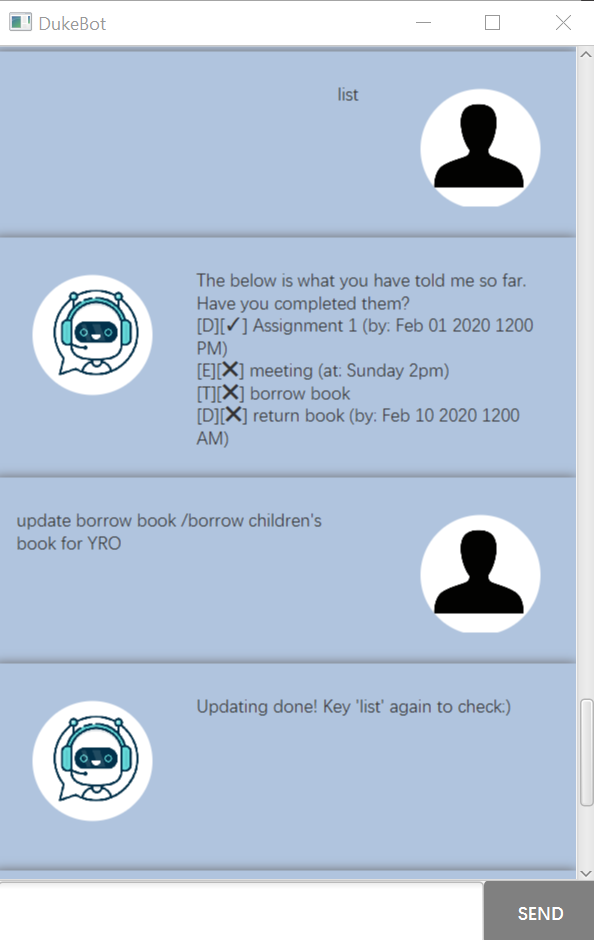 DukeBot
list
The below is what you have told me so far.
Have you completed them?
[D][✓] Assignment 1 (by: Feb 01 2020 1200
PM)
[E][✗] meeting (at: Sunday 2pm)
[T][✗] borrow book
[D][✗] return book (by: Feb 10 2020 1200
AM)
update borrow book /borrow children's
book for YRO
Updating done! Key 'list' again to check:)
SEND